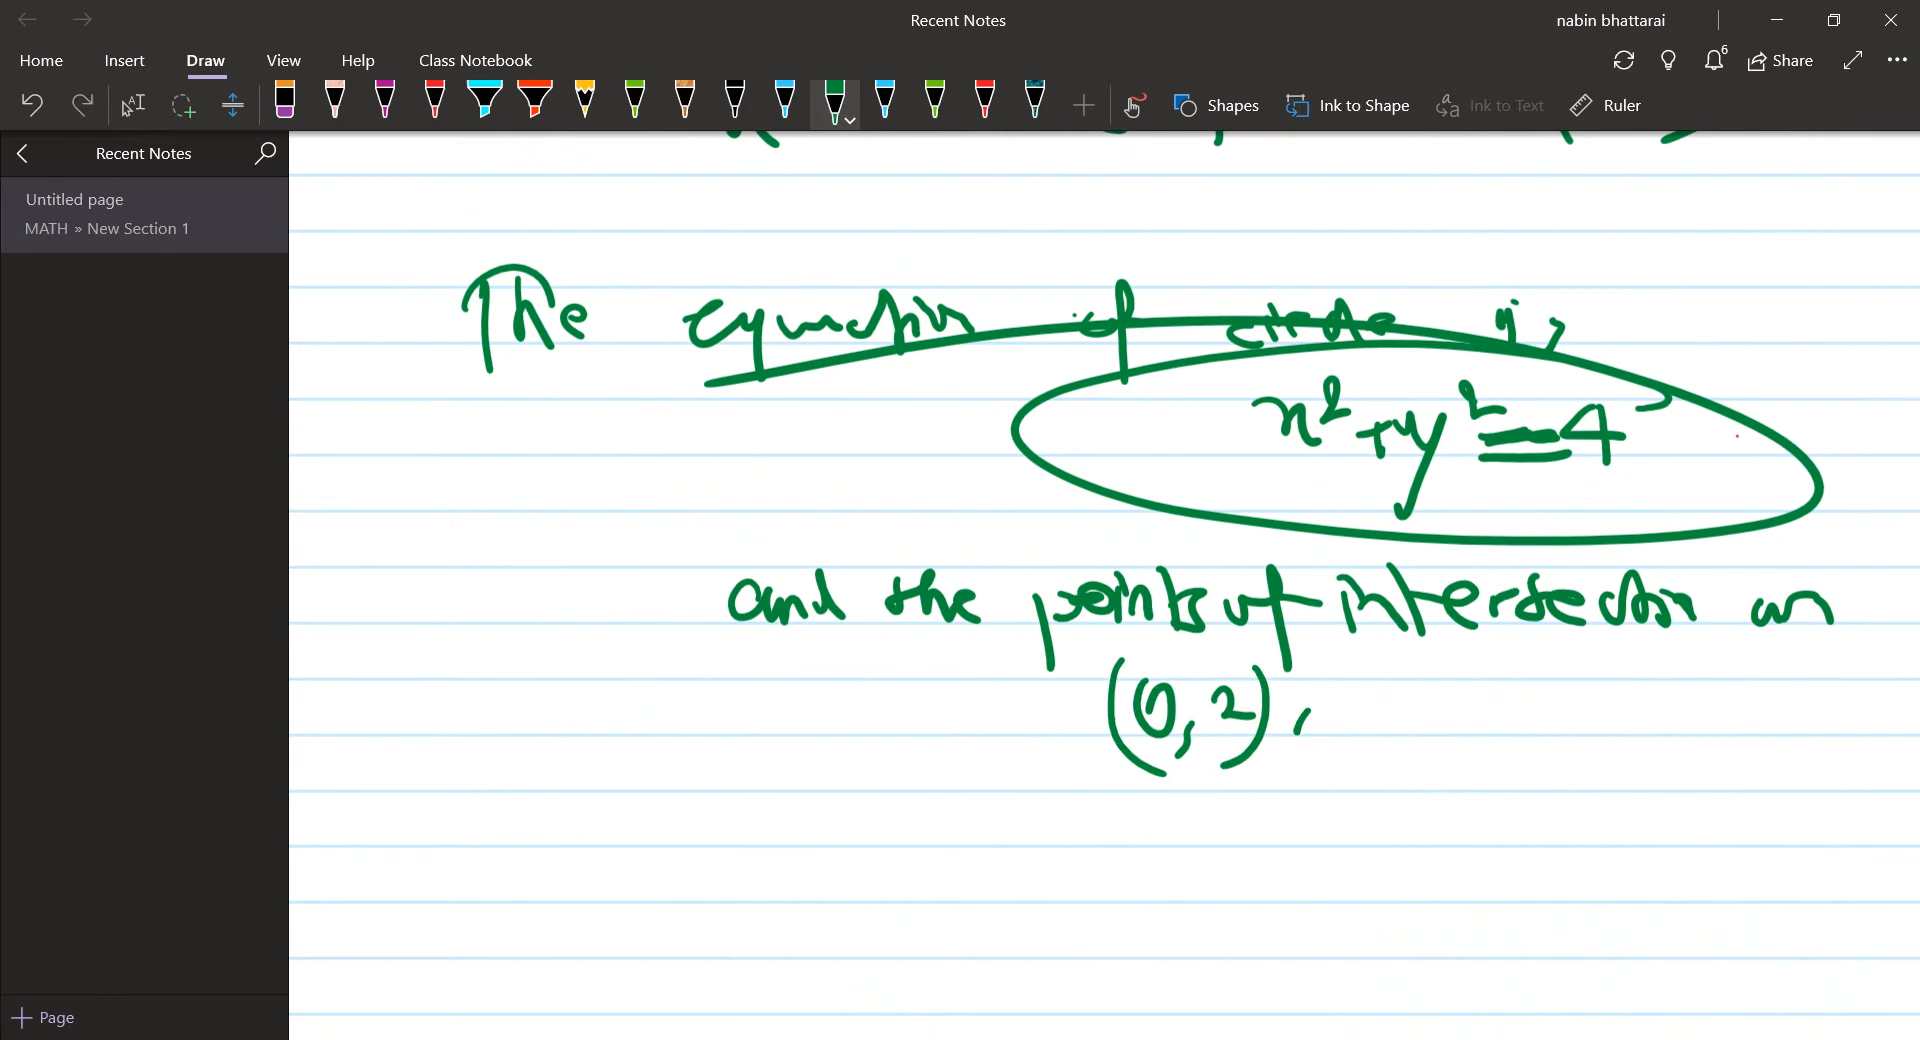 Recent Notes
nabin bhattarai
Home Insert Draw View Help Class Notebook
6
Share
Shapes Ink to Shape Ink to Text Ruler
Recent Notes
Untitled page
MATH » New Section 1
The equation of circle is,
x²+y²=4
and the points of intersection are
(0,2),
+ Page